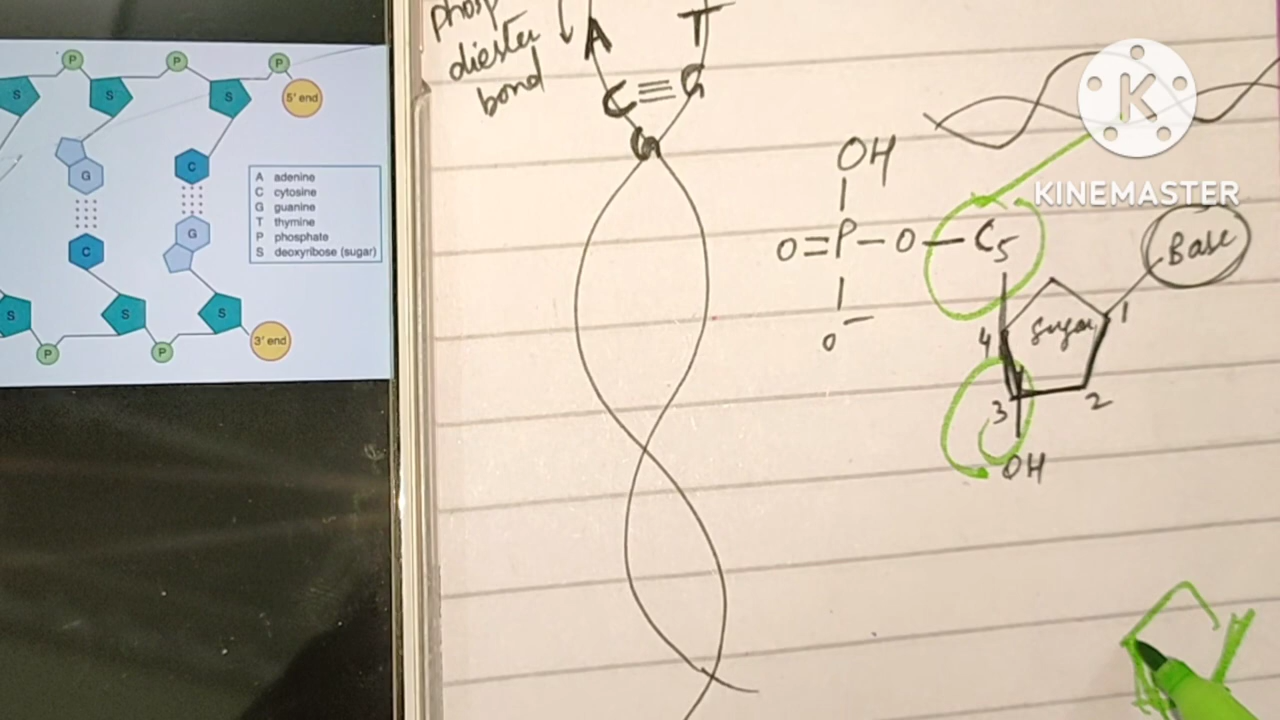 P P P
S S S 5' end
G C
C G
S S S 3' end
P P
A adenine
C cytosine
G guanine
T thymine
P phosphate
S deoxyribose (sugar)
phosp
diester
bond
A T
C≡G
OH
O=P-O-C5
O-
Base
Sugar
1
2
3
4
OH
K
KINEMASTER